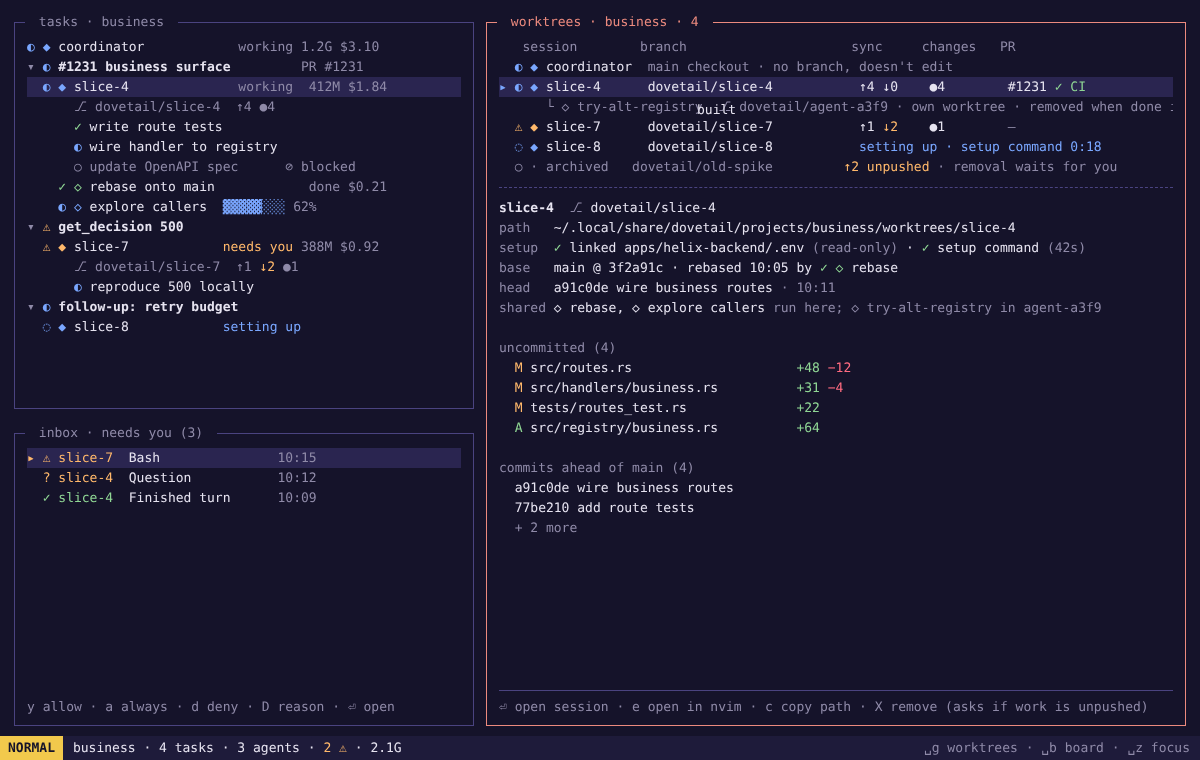 tasks · business
◐ ◆ coordinator working 1.2G $3.10
▾ ◐ #1231 business surface PR #1231
◐ ◆ slice-4 working 412M $1.84
⎇ dovetail/slice-4 ↑4 ●4
✓ write route tests
◐ wire handler to registry
○ update OpenAPI spec ⊘ blocked
✓ ◇ rebase onto main done $0.21
◐ ◇ explore callers ▓▓▓▓▓░░░ 62%
▾ ⚠ get_decision 500
⚠ ◆ slice-7 needs you 388M $0.92
⎇ dovetail/slice-7 ↑1 ↓2 ●1
◐ reproduce 500 locally
▾ ◐ follow-up: retry budget
◌ ◆ slice-8 setting up
inbox · needs you (3)
▸ ⚠ slice-7 Bash 10:15
? slice-4 Question 10:12
✓ slice-4 Finished turn 10:09
y allow · a always · d deny · D reason · ⏎ open
worktrees · business · 4
session branch sync changes PR
◐ ◆ coordinator main checkout · no branch, doesn't edit
▸ ◐ ◆ slice-4 dovetail/slice-4 ↑4 ↓0 ●4 #1231 ✓ CI
└ ◇ try-alt-registry ⎇ dovetail/agent-a3f9 · own worktree · removed when done
built
⚠ ◆ slice-7 dovetail/slice-7 ↑1 ↓2 ●1 —
◌ ◆ slice-8 dovetail/slice-8 setting up · setup command 0:18
○ · archived dovetail/old-spike ↑2 unpushed · removal waits for you
slice-4 ⎇ dovetail/slice-4
path ~/.local/share/dovetail/projects/business/worktrees/slice-4
setup ✓ linked apps/helix-backend/.env (read-only) · ✓ setup command (42s)
base main @ 3f2a91c · rebased 10:05 by ✓ ◇ rebase
head a91c0de wire business routes · 10:11
shared ◇ rebase, ◇ explore callers run here; ◇ try-alt-registry in agent-a3f9
uncommitted (4)
M src/routes.rs +48 −12
M src/handlers/business.rs +31 −4
M tests/routes_test.rs +22
A src/registry/business.rs +64
commits ahead of main (4)
a91c0de wire business routes
77be210 add route tests
+ 2 more
⏎ open session · e open in nvim · c copy path · X remove (asks if work is unpushed)
NORMAL business · 4 tasks · 3 agents · 2 ⚠ · 2.1G
␣g worktrees · ␣b board · ␣z focus